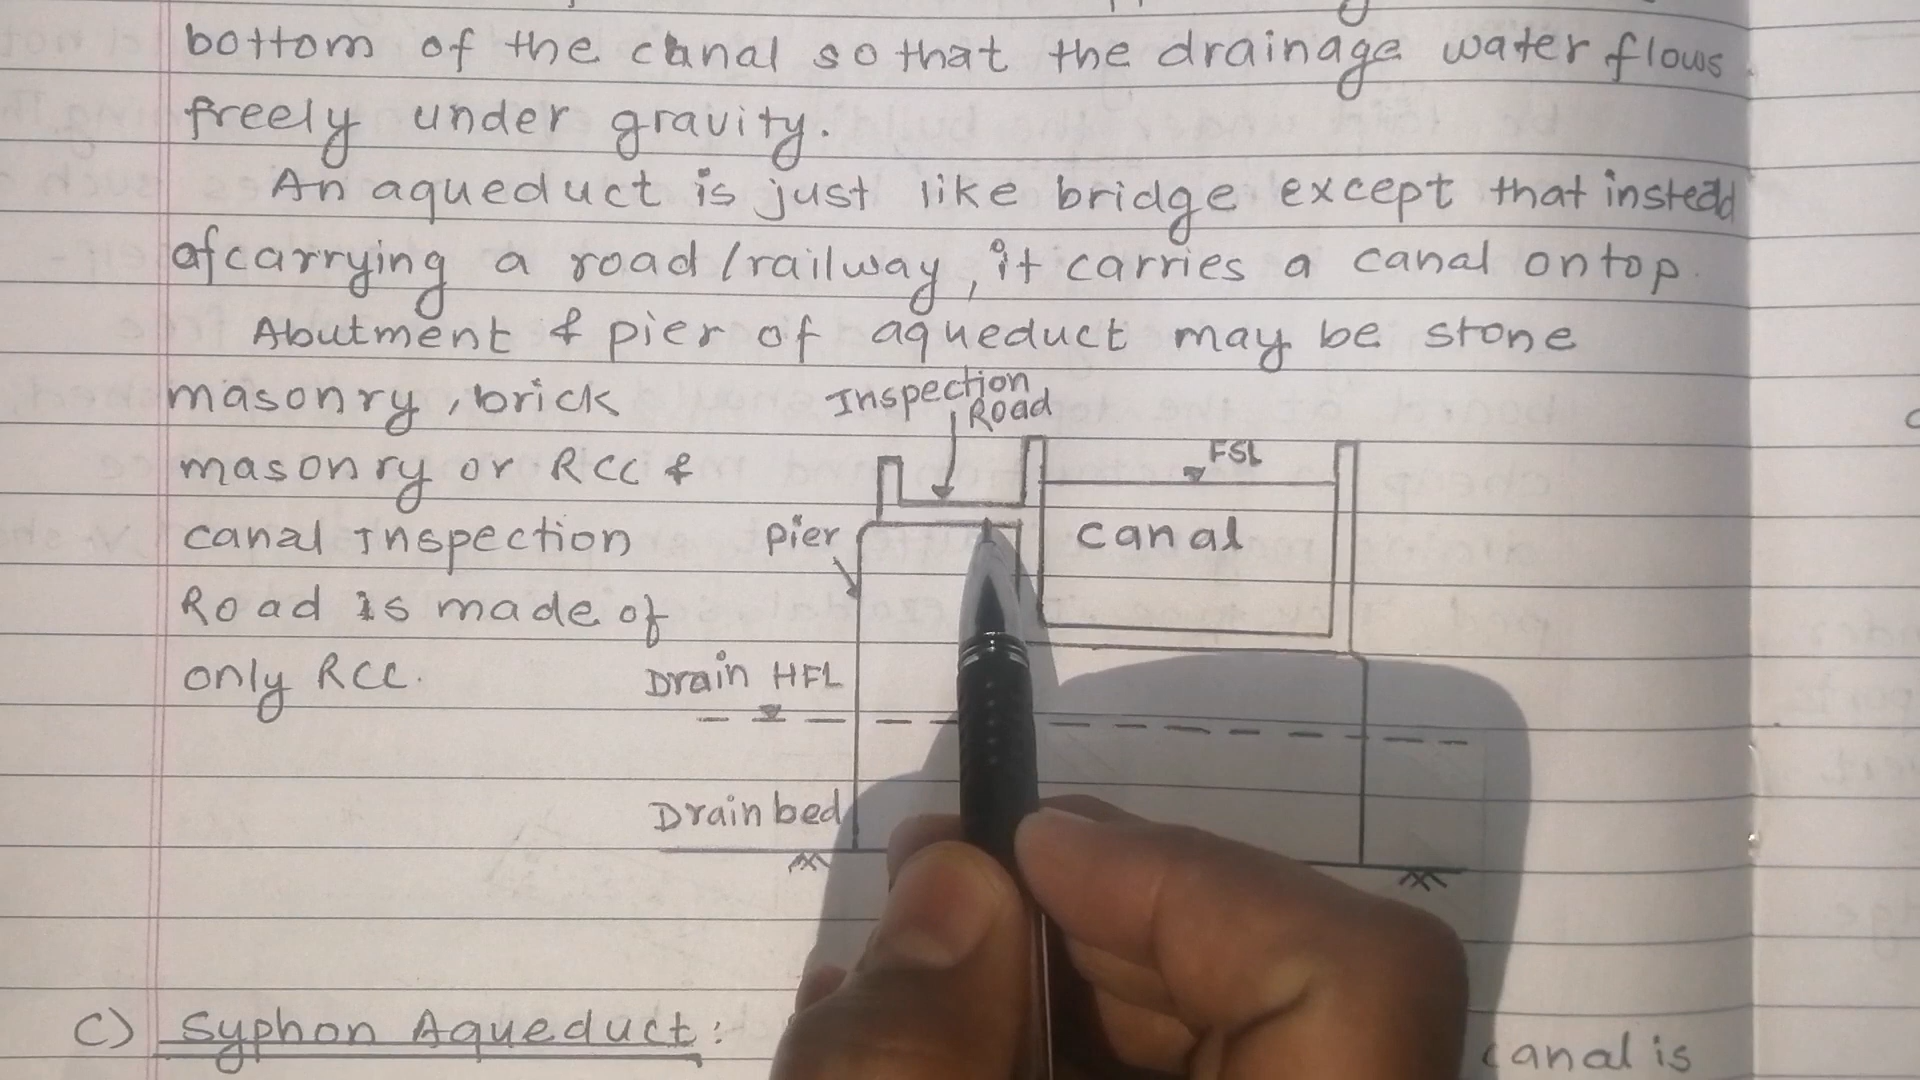 bottom of the canal so that the drainage water flows
freely under gravity.
An aqueduct is just like bridge except that instead
of carrying a road/railway, it carries a canal on top.
Abutment & pier of aqueduct may be stone
masonry, brick
masonry or RCC &
canal Inspection
Road is made of
only RCC.
Inspection
Road
FSL
Pier
canal
Drain HFL
Drain bed
C) Syphon Aqueduct:
canal is